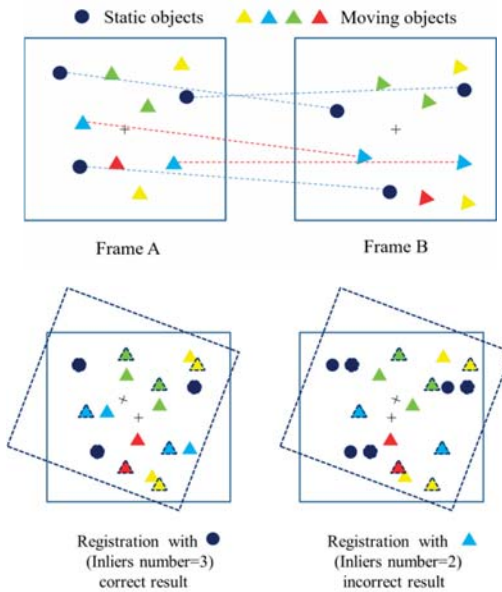 Static objects Moving objects
Frame A Frame B
Registration with
(Inliers number=3)
correct result
Registration with
(Inliers number=2)
incorrect result